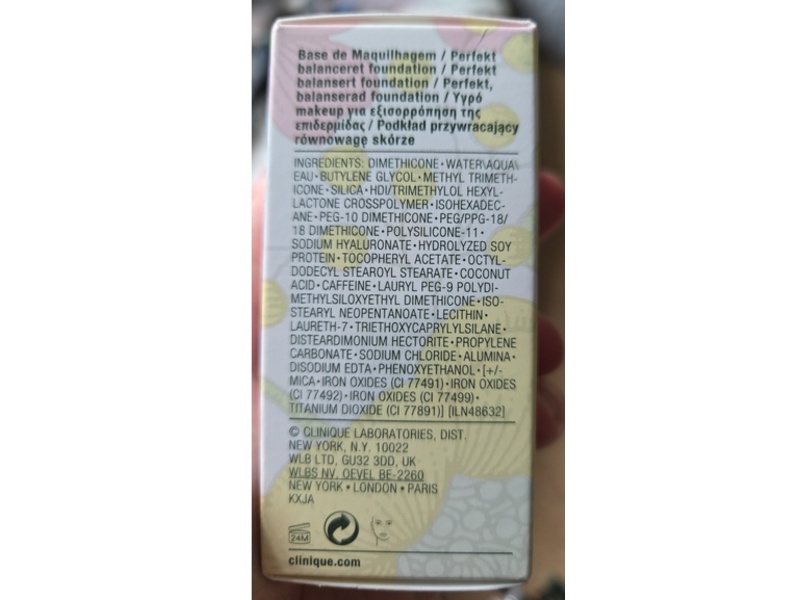 Base de Maquilhagem / Perfekt
balanceret foundation / Perfekt
balansert foundation / Perfekt,
balanserad foundation / Υγρό
makeup για εξισορρόπηση της
επιδερμίδας / Podkład przywracający
równowagę skórze
INGREDIENTS: DIMETHICONE • WATER\AQUA\
EAU • BUTYLENE GLYCOL • METHYL TRIMETH-
ICONE • SILICA • HDI/TRIMETHYLOL HEXYL-
LACTONE CROSSPOLYMER • ISOHEXADEC-
ANE • PEG-10 DIMETHICONE • PEG/PPG-18/
18 DIMETHICONE • POLYSILICONE-11 •
SODIUM HYALURONATE • HYDROLYZED SOY
PROTEIN • TOCOPHERYL ACETATE • OCTYL-
DODECYL STEAROYL STEARATE • COCONUT
ACID • CAFFEINE • LAURYL PEG-9 POLYDI-
METHYLSILOXYETHYL DIMETHICONE • ISO-
STEARYL NEOPENTANOATE • LECITHIN •
LAURETH-7 • TRIETHOXYCAPRYLYLSILANE •
DISTEARDIMONIUM HECTORITE • PROPYLENE
CARBONATE • SODIUM CHLORIDE • ALUMINA •
DISODIUM EDTA • PHENOXYETHANOL • [+/-
MICA • IRON OXIDES (CI 77491) • IRON OXIDES
(CI 77492) • IRON OXIDES (CI 77499) •
TITANIUM DIOXIDE (CI 77891)] [ILN48632]
© CLINIQUE LABORATORIES, DIST.
NEW YORK, N.Y. 10022
WLB LTD, GU32 3DD, UK
WLBS NV, OEVEL BE-2260
NEW YORK • LONDON • PARIS
KXJA
24M
clinique.com